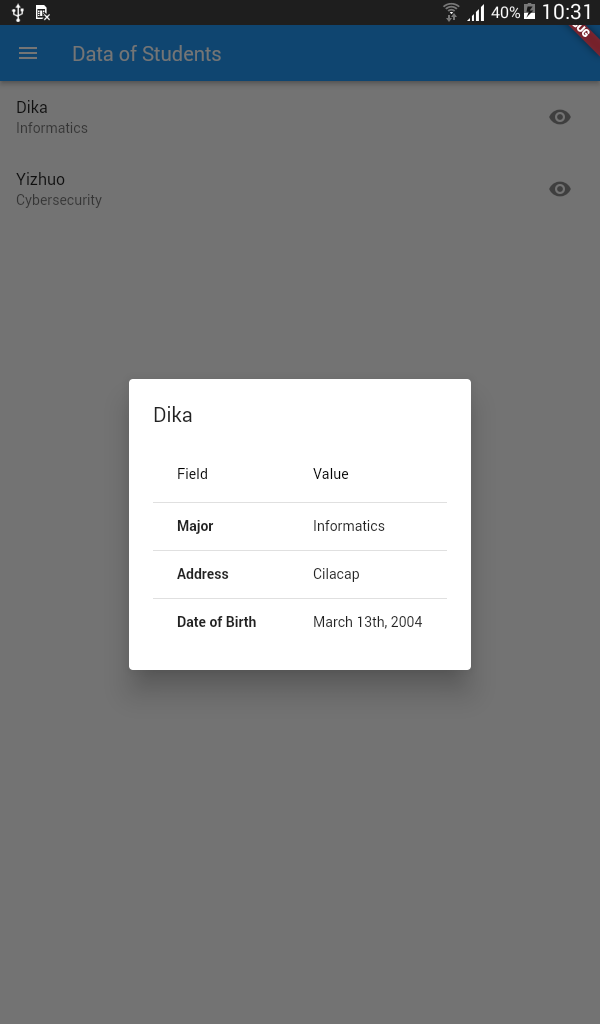 40% 10:31
Data of Students
Dika
Informatics
Yizhuo
Cybersecurity
Dika
Field Value
Major Informatics
Address Cilacap
Date of Birth March 13th, 2004